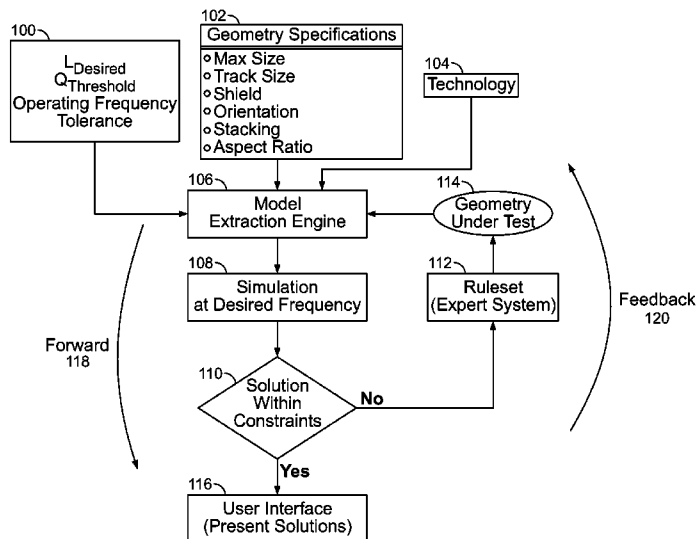 100
L Desired
Q Threshold
Operating Frequency
Tolerance
102
Geometry Specifications
Max Size
Track Size
Shield
Orientation
Stacking
Aspect Ratio
104
Technology
106
Model
Extraction Engine
114
Geometry
Under Test
108
Simulation
at Desired Frequency
112
Ruleset
(Expert System)
Forward
118
Feedback
120
110
Solution
Within
Constraints
No
Yes
116
User Interface
(Present Solutions)